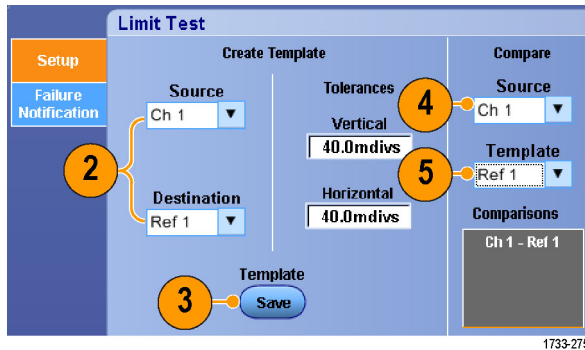 Limit Test
Setup
Failure
Notification
Create Template
Source
Ch 1
2
Destination
Ref 1
Tolerances
Vertical
40.0mdivs
Horizontal
40.0mdivs
Template
3
Save
Compare
Source
4
Ch 1
Template
5
Ref 1
Comparisons
Ch 1 - Ref 1